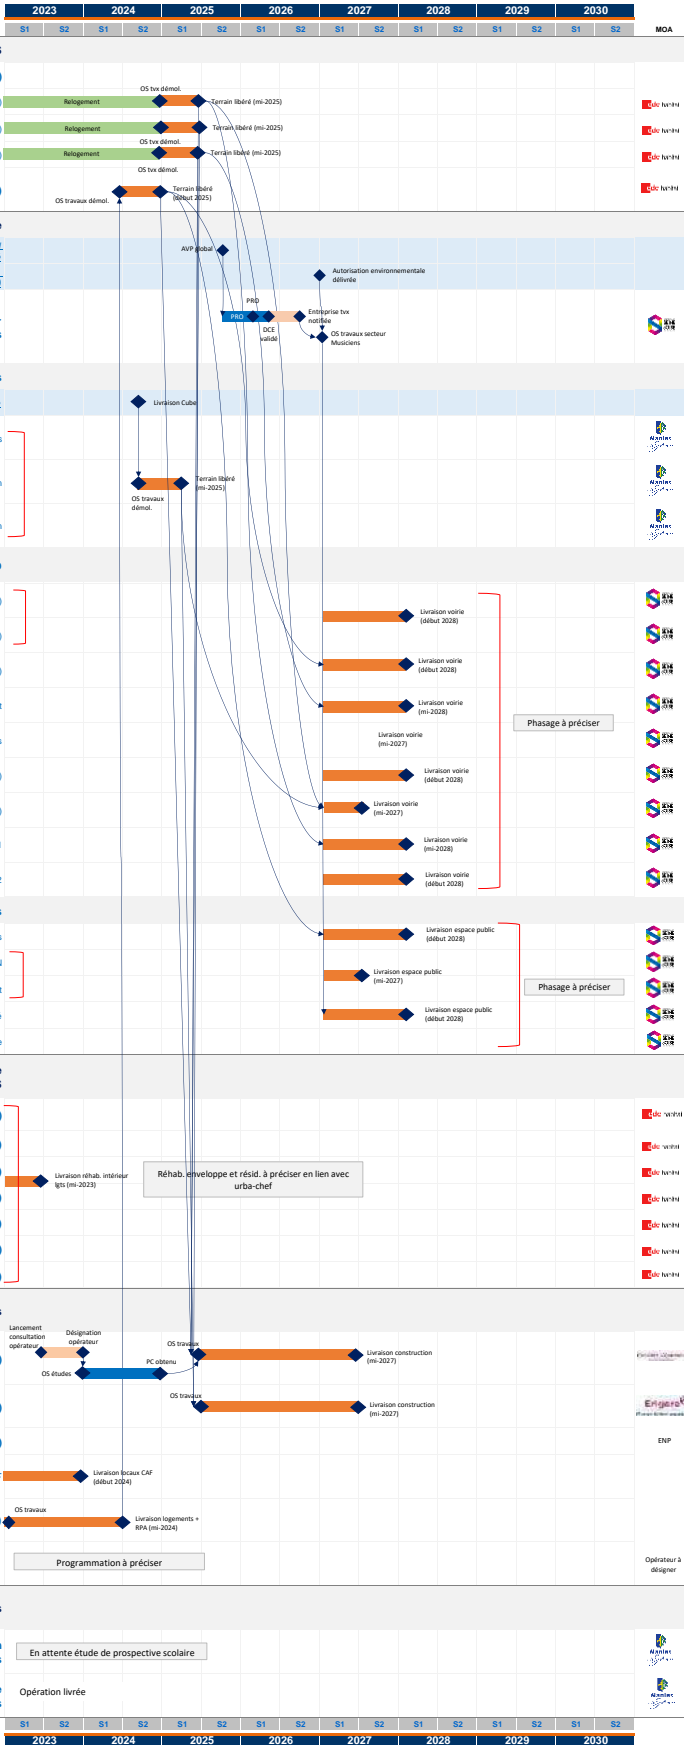 2023 2024 2025 2026 2027 2028 2029 2030
S1 S2 S1 S2 S1 S2 S1 S2 S1 S2 S1 S2 S1 S2 S1 S2 MOA
OS tvx démol.
Relogement
Terrain libéré (mi-2025)
Relogement
Terrain libéré (mi-2025)
OS tvx démol.
Relogement
Terrain libéré (mi-2025)
OS tvx démol.
OS travaux démol.
Terrain libéré
(début 2025)
AVP global
Autorisation environnementale
délivrée
PRO
PRO
DCE
validé
Entreprise tvx
notifiée
OS travaux secteur
Musiciens
Livraison Cube
Terrain libéré
(mi-2025)
OS travaux
démol.
Livraison voirie
(début 2028)
Livraison voirie
(début 2028)
Livraison voirie
(mi-2028)
Phasage à préciser
Livraison voirie
(mi-2027)
Livraison voirie
(début 2028)
Livraison voirie
(mi-2027)
Livraison voirie
(mi-2028)
Livraison voirie
(début 2028)
Livraison espace public
(début 2028)
Livraison espace public
(mi-2027)
Phasage à préciser
Livraison espace public
(début 2028)
Livraison réhab. intérieur
lgts (mi-2023)
Réhab. enveloppe et résid. à préciser en lien avec
urba-chef
Lancement
consultation
opérateur
Désignation
opérateur
OS études
PC obtenu
OS travaux
Livraison construction
(mi-2027)
OS travaux
Livraison construction
(mi-2027)
ENP
Livraison locaux CAF
(début 2024)
OS travaux
Livraison logements +
RPA (mi-2024)
Programmation à préciser
Opérateur à
désigner
En attente étude de prospective scolaire
Opération livrée
S1 S2 S1 S2 S1 S2 S1 S2 S1 S2 S1 S2 S1 S2 S1 S2
2023 2024 2025 2026 2027 2028 2029 2030